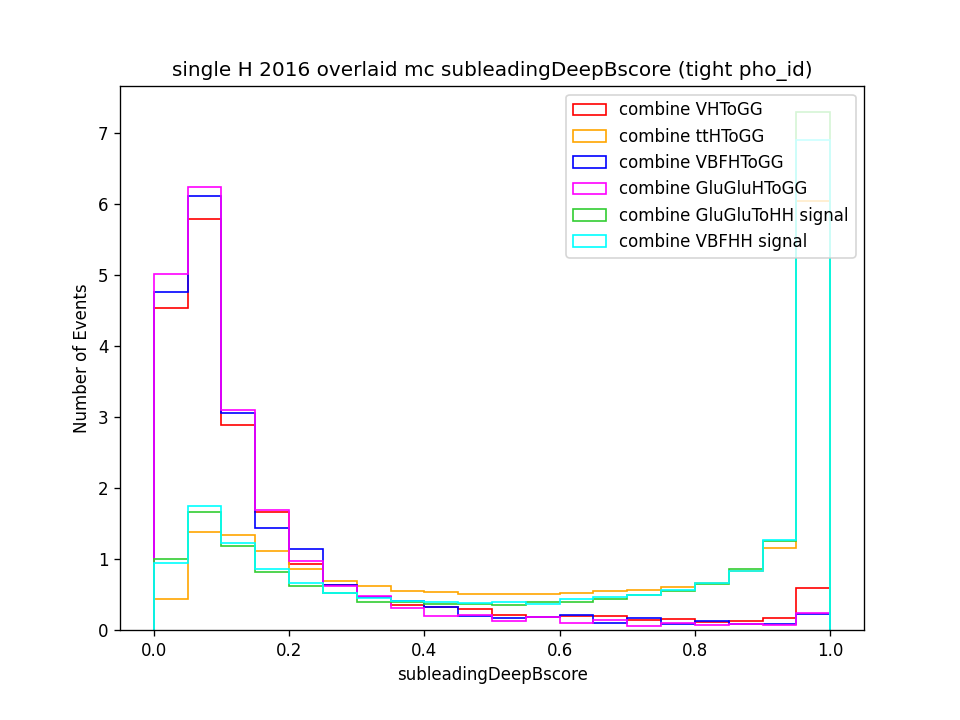 single H 2016 overlaid mc subleadingDeepBscore (tight pho_id)
combine VHToGG
combine ttHToGG
combine VBFHToGG
combine GluGluHToGG
combine GluGluToHH signal
combine VBFHH signal
Number of Events
7
6
5
4
3
2
1
0
0.0 0.2 0.4 0.6 0.8 1.0
subleadingDeepBscore